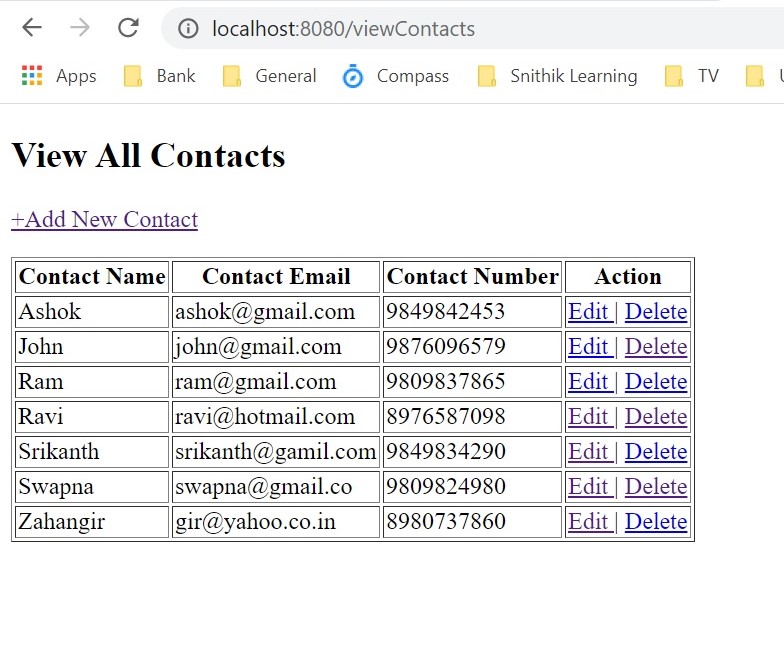 localhost:8080/viewContacts
Apps Bank General Compass Snithik Learning TV
View All Contacts
+Add New Contact
Contact Name Contact Email Contact Number Action
Ashok ashok@gmail.com 9849842453 Edit | Delete
John john@gmail.com 9876096579 Edit | Delete
Ram ram@gmail.com 9809837865 Edit | Delete
Ravi ravi@hotmail.com 8976587098 Edit | Delete
Srikanth srikanth@gamil.com 9849834290 Edit | Delete
Swapna swapna@gmail.co 9809824980 Edit | Delete
Zahangir gir@yahoo.co.in 8980737860 Edit | Delete